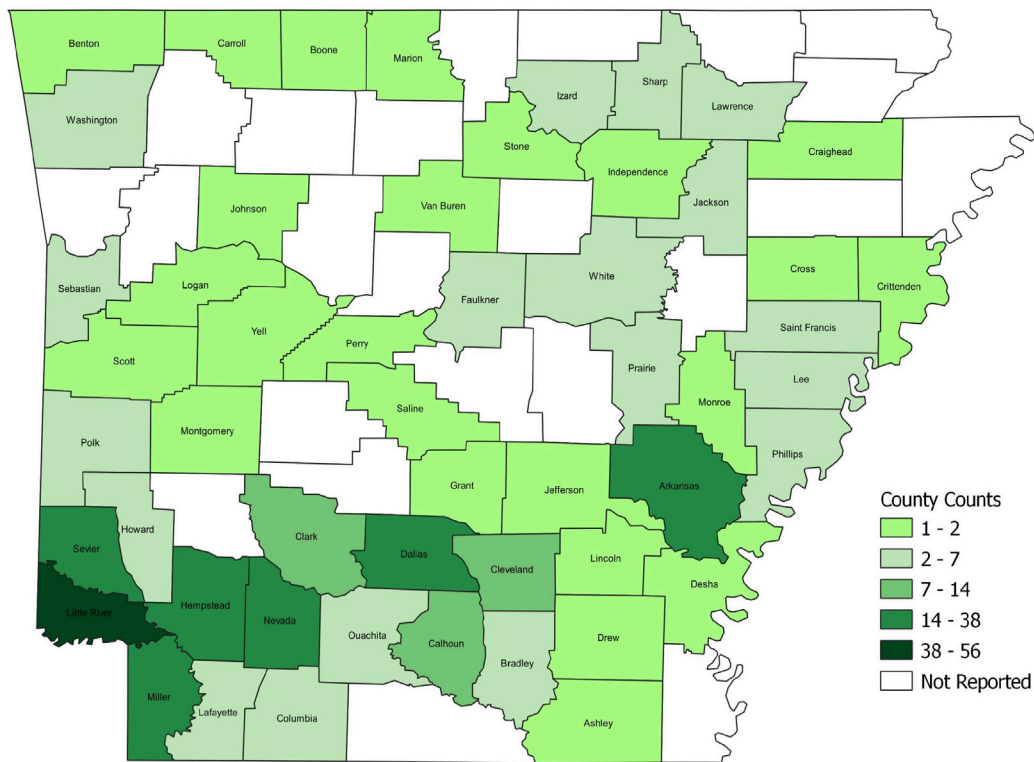 Benton
Carroll
Boone
Marion
Washington
Izard
Sharp
Lawrence
Stone
Craighead
Independence
Johnson
Van Buren
Jackson
Sebastian
Logan
Faulkner
White
Cross
Crittenden
Yell
Scott
Perry
Saint Francis
Prairie
Lee
Saline
Monroe
Montgomery
Polk
Phillips
Grant
Jefferson
Arkansas
Howard
Clark
Sevier
Dallas
Cleveland
Lincoln
Desha
Little River
Hempstead
Nevada
Ouachita
Calhoun
Drew
Bradley
Miller
Lafayette
Columbia
Ashley
County Counts
1 - 2
2 - 7
7 - 14
14 - 38
38 - 56
Not Reported